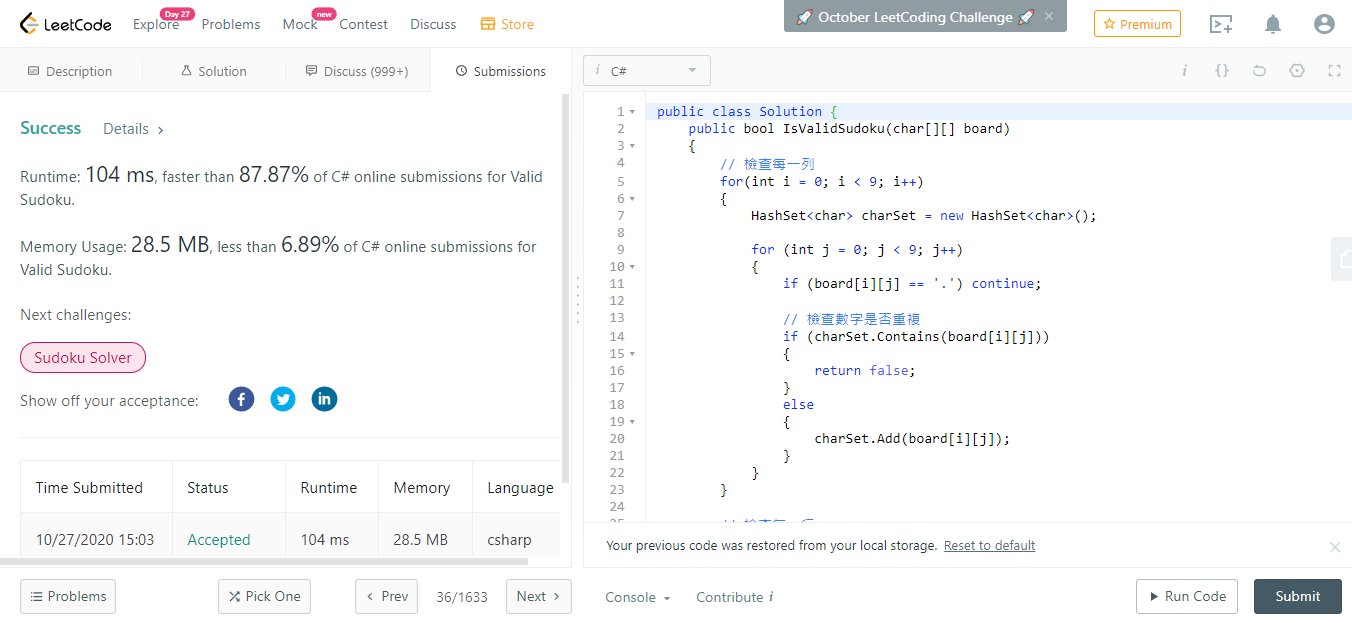 LeetCode
Explore
Day 27
Problems
Mock
new
Contest
Discuss
Store
🚀 October LeetCoding Challenge 🚀 ×
Premium
Description
Solution
Discuss (999+)
Submissions
i C#
Success
Details >
Runtime: 104 ms, faster than 87.87% of C# online submissions for Valid
Sudoku.
Memory Usage: 28.5 MB, less than 6.89% of C# online submissions for
Valid Sudoku.
Next challenges:
Sudoku Solver
Show off your acceptance:
Time Submitted Status Runtime Memory Language
10/27/2020 15:03 Accepted 104 ms 28.5 MB csharp
1 public class Solution {
2 public bool IsValidSudoku(char[][] board)
3 {
4 // 檢查每一列
5 for(int i = 0; i < 9; i++)
6 {
7 HashSet<char> charSet = new HashSet<char>();
8
9 for (int j = 0; j < 9; j++)
10 {
11 if (board[i][j] == '.') continue;
12
13 // 檢查數字是否重複
14 if (charSet.Contains(board[i][j]))
15 {
16 return false;
17 }
18 else
19 {
20 charSet.Add(board[i][j]);
21 }
22 }
23 }
24
Your previous code was restored from your local storage. Reset to default
Problems
Pick One
< Prev
36/1633
Next >
Console
Contribute i
Run Code
Submit